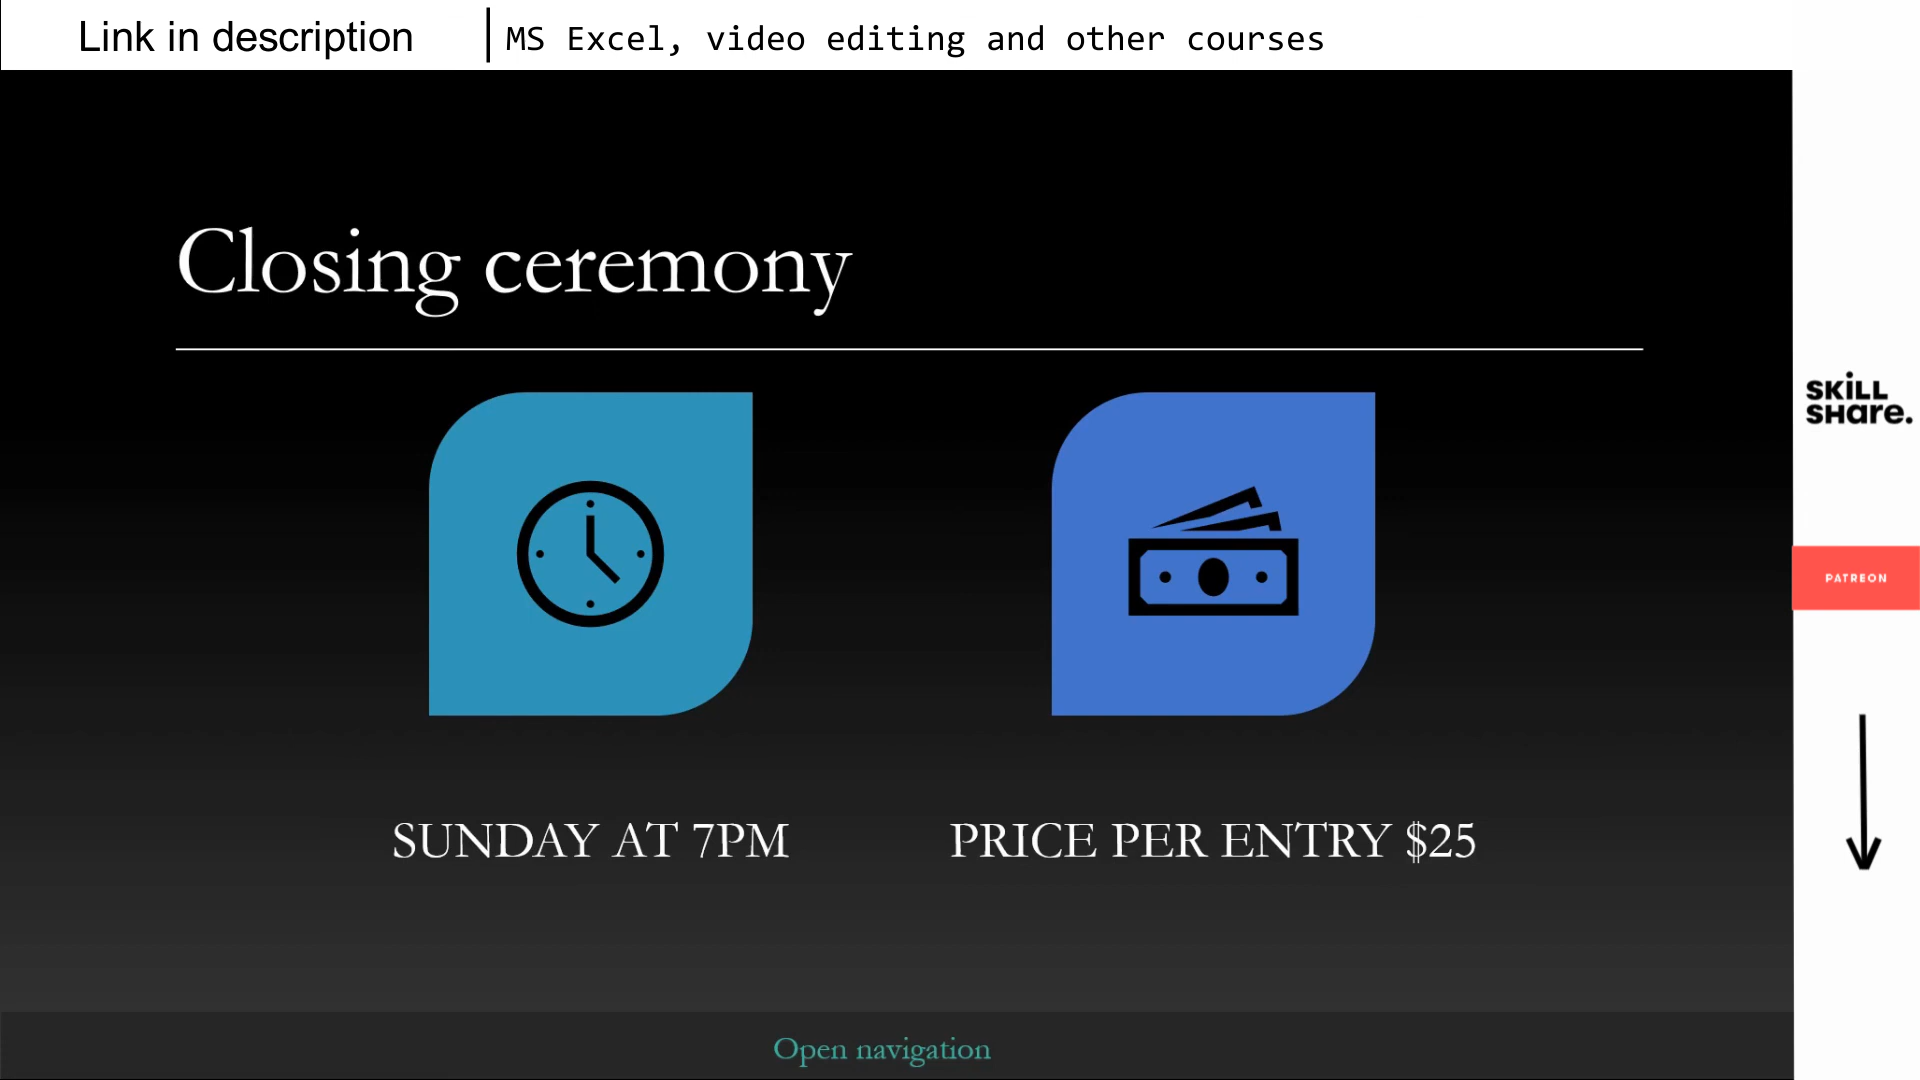 Link in description
MS Excel, video editing and other courses
Closing ceremony
SKILL
SHare.
PATREON
SUNDAY AT 7PM
PRICE PER ENTRY $25
Open navigation